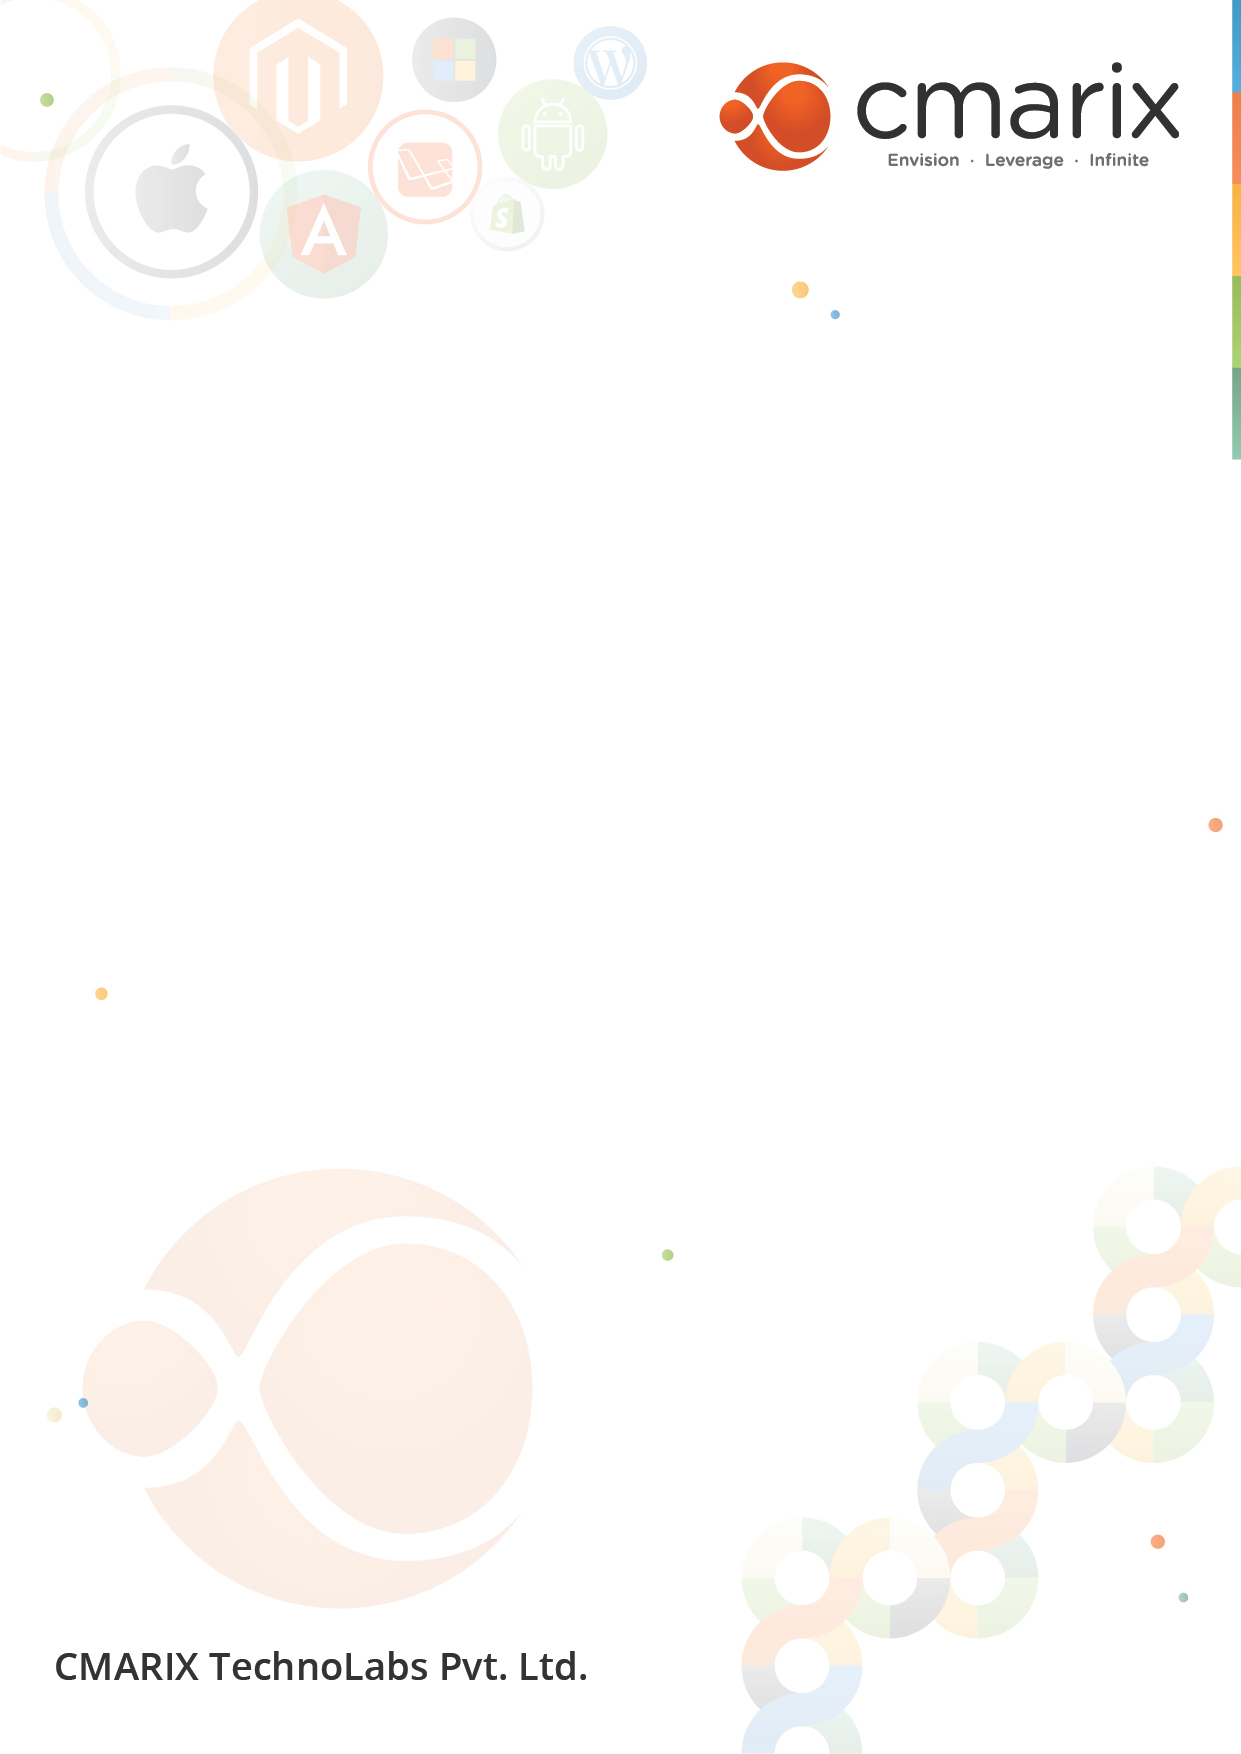 cmarix
Envision · Leverage · Infinite
CMARIX TechnoLabs Pvt. Ltd.